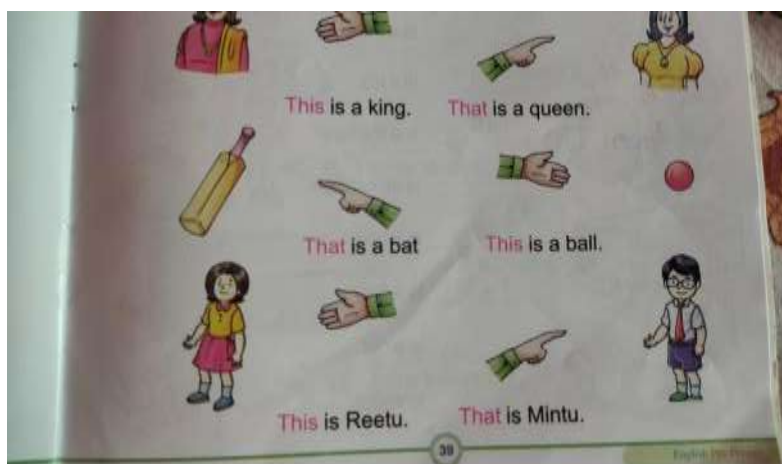 This is a king. That is a queen.
That is a bat This is a ball.
This is Reetu. That is Mintu.
39
English